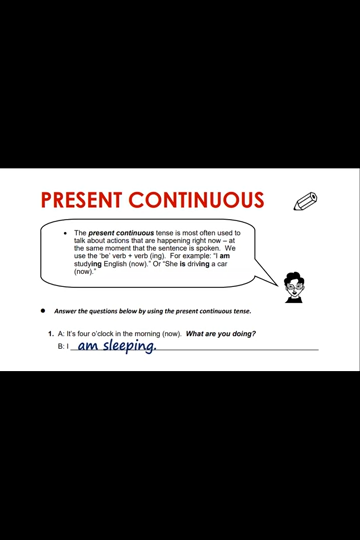 PRESENT CONTINUOUS
• The present continuous tense is most often used to
talk about actions that are happening right now – at
the same moment that the sentence is spoken. We
use the 'be' verb + verb (ing). For example: "I am
studying English (now)." Or "She is driving a car
(now)."
● Answer the questions below by using the present continuous tense.
1. A: It's four o'clock in the morning (now). What are you doing?
B: I am sleeping.